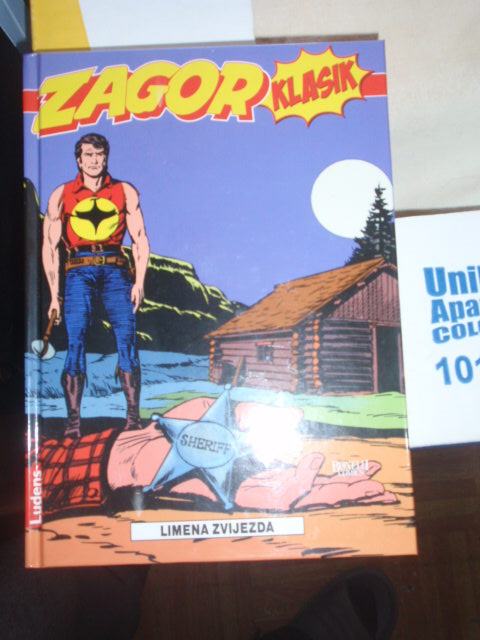 ZAGOR
KLASIK
SHERIFF
LIMENA ZVIJEZDA
Ludens